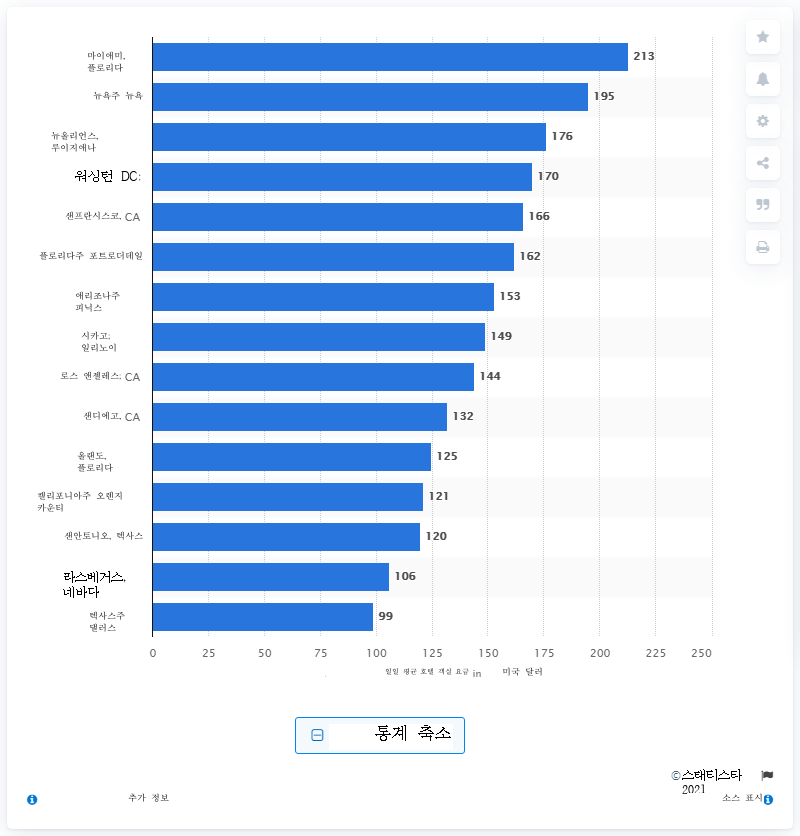 마이애미,
플로리다
213
뉴욕주 뉴욕
195
뉴올리언스,
루이지애나
176
워싱턴 DC:
170
샌프란시스코, CA
166
플로리다주 포트로더데일
162
애리조나주
피닉스
153
시카고;
일리노이
149
로스 앤젤레스; CA
144
샌디에고, CA
132
올랜도,
플로리다
125
캘리포니아주 오렌지
카운티
121
샌안토니오, 텍사스
120
라스베거스,
네바다
106
텍사스주
댈러스
99
0 25 50 75 100 125 150 175 200 225 250
일일 평균 호텔 객실 요금 in 미국 달러
통계 축소
©스태티스타
2021
추가 정보
소스 표시